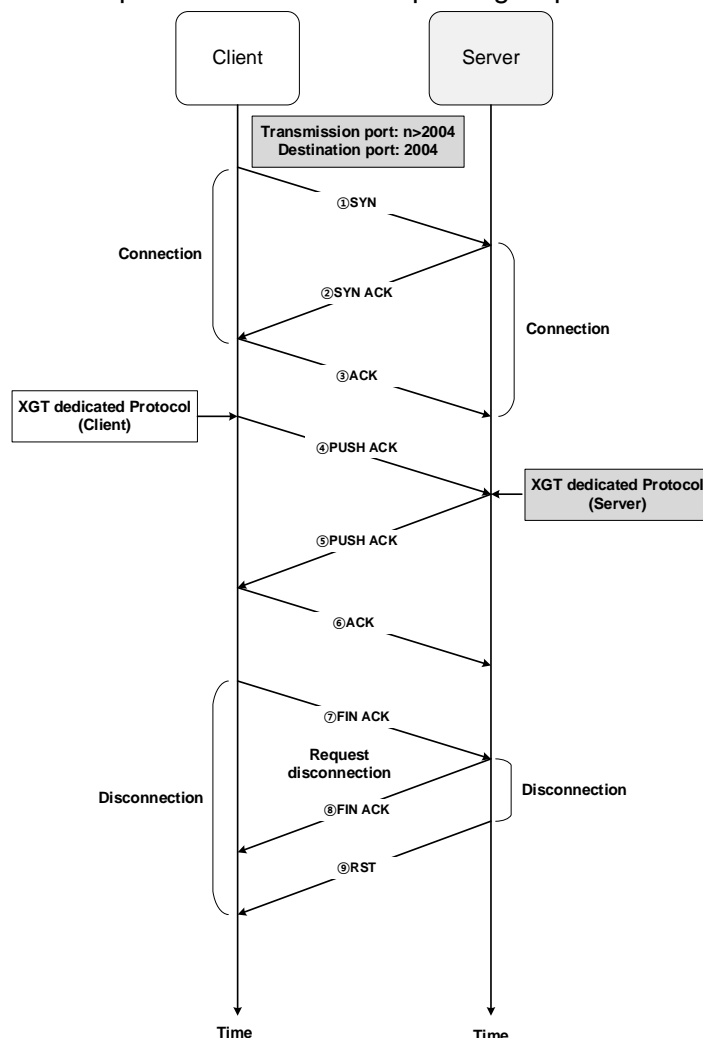 Client
Server
Transmission port: n>2004
Destination port: 2004
①SYN
Connection
②SYN ACK
Connection
③ACK
XGT dedicated Protocol
(Client)
④PUSH ACK
XGT dedicated Protocol
(Server)
⑤PUSH ACK
⑥ACK
⑦FIN ACK
Request
disconnection
Disconnection
Disconnection
⑧FIN ACK
⑨RST
Time
Time